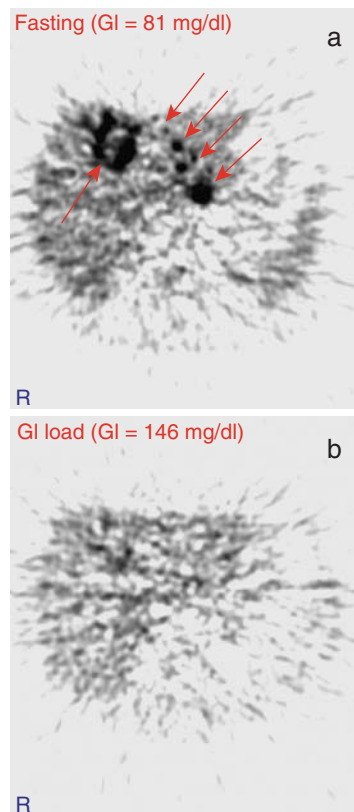 Fasting (Gl = 81 mg/dl)
a
R
Gl load (Gl = 146 mg/dl)
b
R